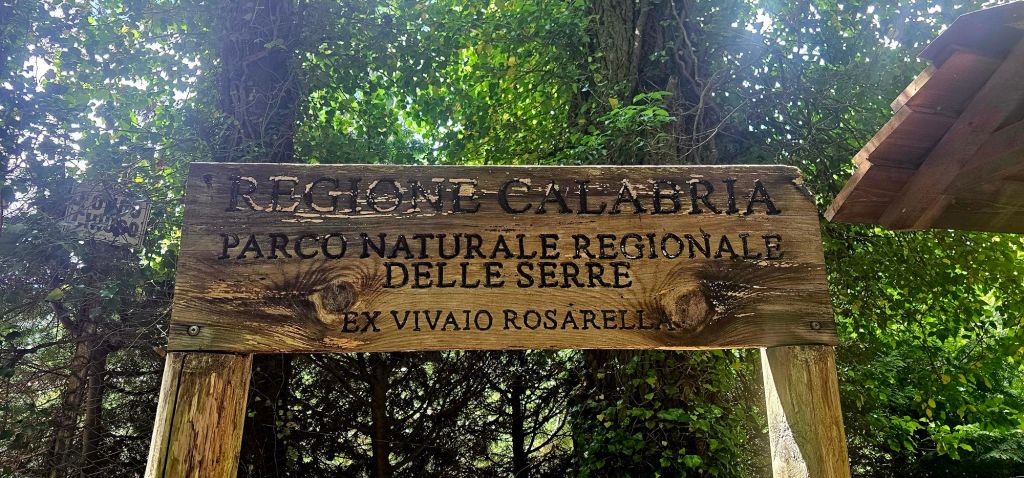 REGIONE CALABRIA
PARCO NATURALE REGIONALE
DELLE SERRE
EX VIVAIO ROSARELLA